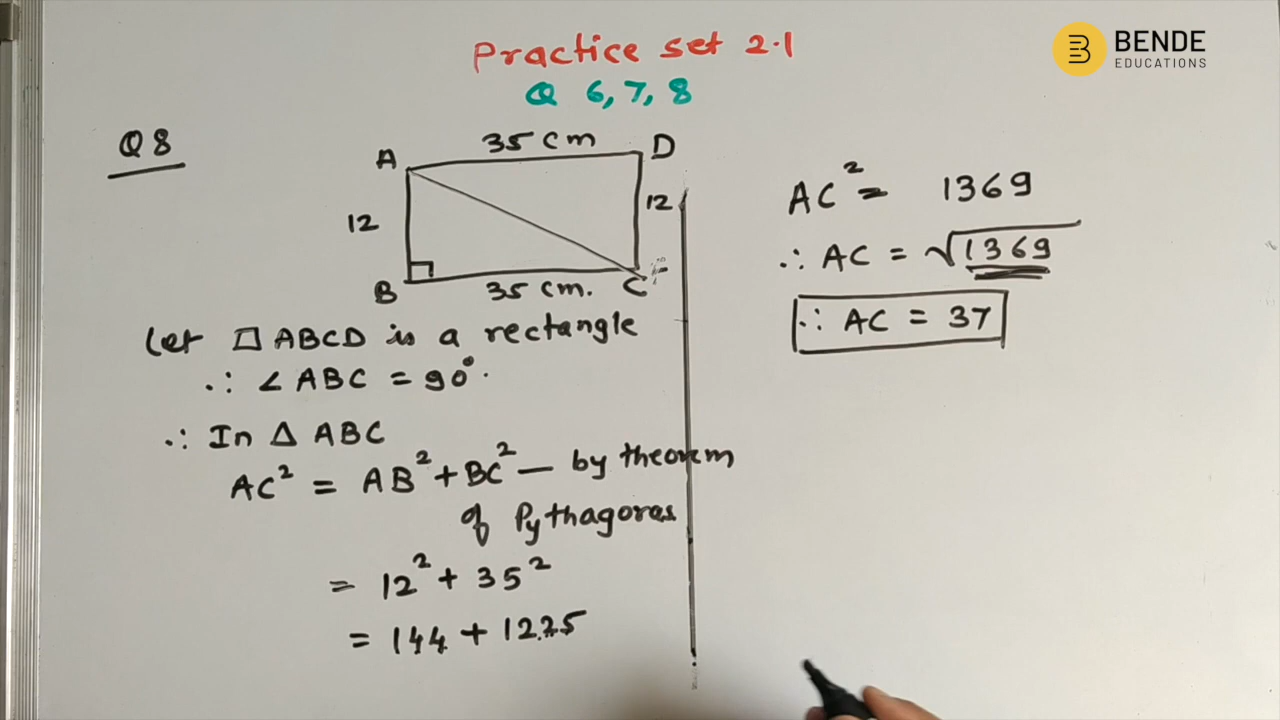 BENDE
EDUCATIONS
Practice set 2.1
Q 6, 7, 8
Q 8
35 cm
A
D
12
12
B
35 cm.
C
Let □ ABCD is a rectangle
∴ ∠ ABC = 90°.
∴ In △ ABC
AC² = AB² + BC² — by theorem
of Pythagoras
= 12² + 35²
= 144 + 1225
AC² = 1369
∴ AC = √1369
∴ AC = 37